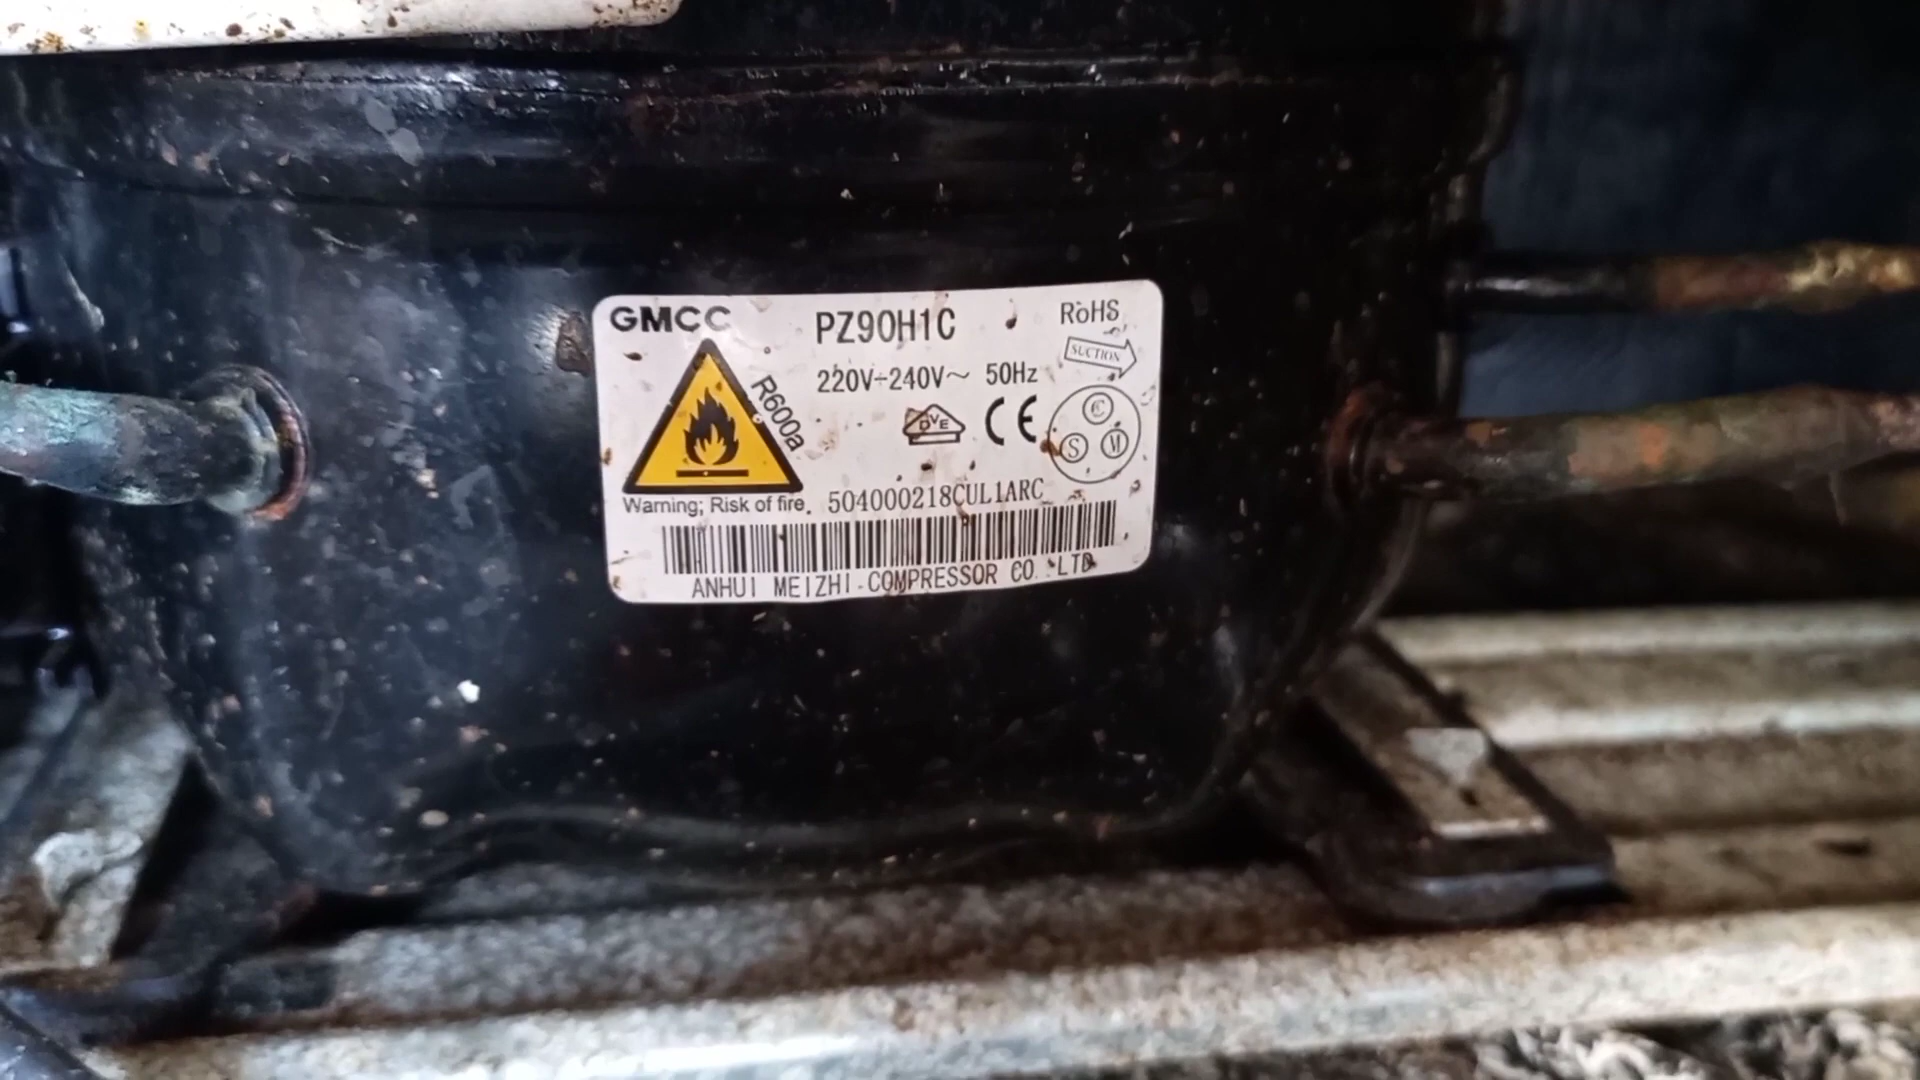 GMCC
PZ90H1C
RoHS
SUCTION
220V-240V~ 50Hz
R600a
DVE
CE
C
S M
Warning; Risk of fire.
504000218CUL1ARC
ANHUI MEIZHI COMPRESSOR CO. LTD